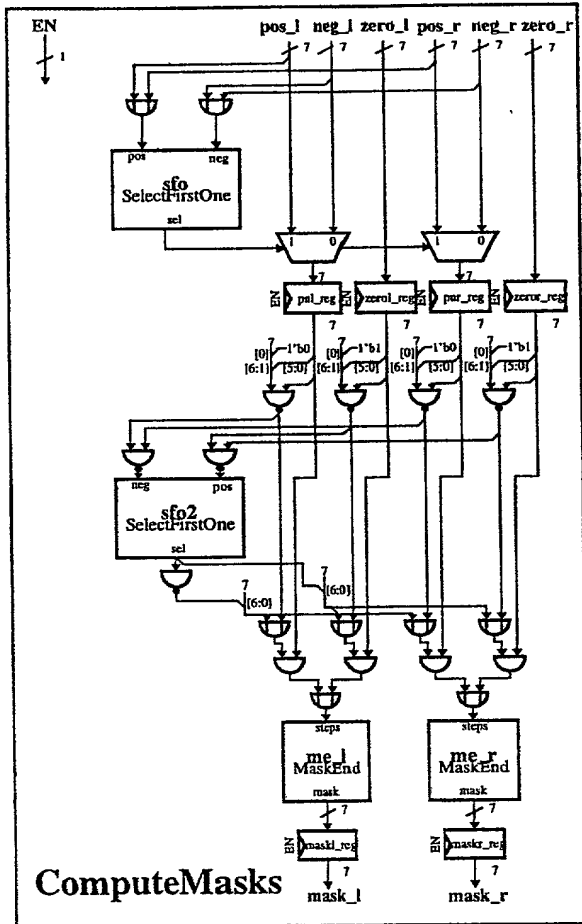 EN
pos_l neg_l zero_l pos_r neg_r zero_r
1
7 7 7 7 7 7
pos neg
sfo
SelectFirstOne
sel
1 0 1 0
7 7
EN pnl_reg EN zerol_reg EN pnr_reg EN zeror_reg
7 7 7 7
[0] 1'b0 [0] 1'b1 [0] 1'b0 [0] 1'b1
[6:1] [5:0] [6:1] [5:0] [6:1] [5:0] [6:1] [5:0]
neg pos
sfo2
SelectFirstOne
sel
7 7
[6:0] [6:0]
steps steps
me_l me_r
MaskEnd MaskEnd
mask mask
7 7
EN maskl_reg EN maskr_reg
7 7
ComputeMasks
mask_l mask_r